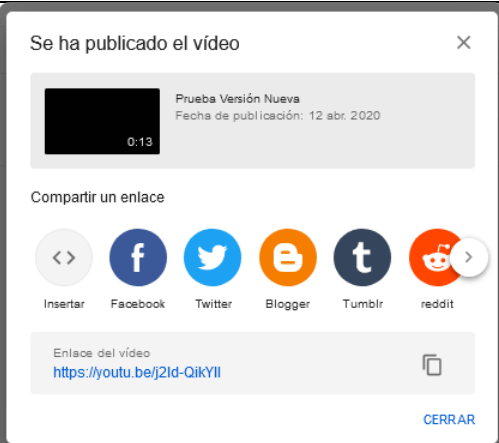 Se ha publicado el vídeo
Prueba Versión Nueva
Fecha de publicación: 12 abr. 2020
0:13
Compartir un enlace
Insertar Facebook Twitter Blogger Tumblr reddit
Enlace del vídeo
https://youtu.be/j2Id-QikYII
CERRAR